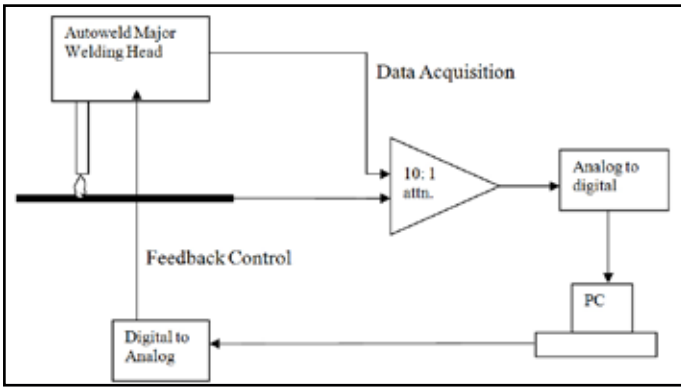 Autoweld Major
Welding Head
Data Acquisition
10: 1
attn.
Analog to
digital
Feedback Control
PC
Digital to
Analog